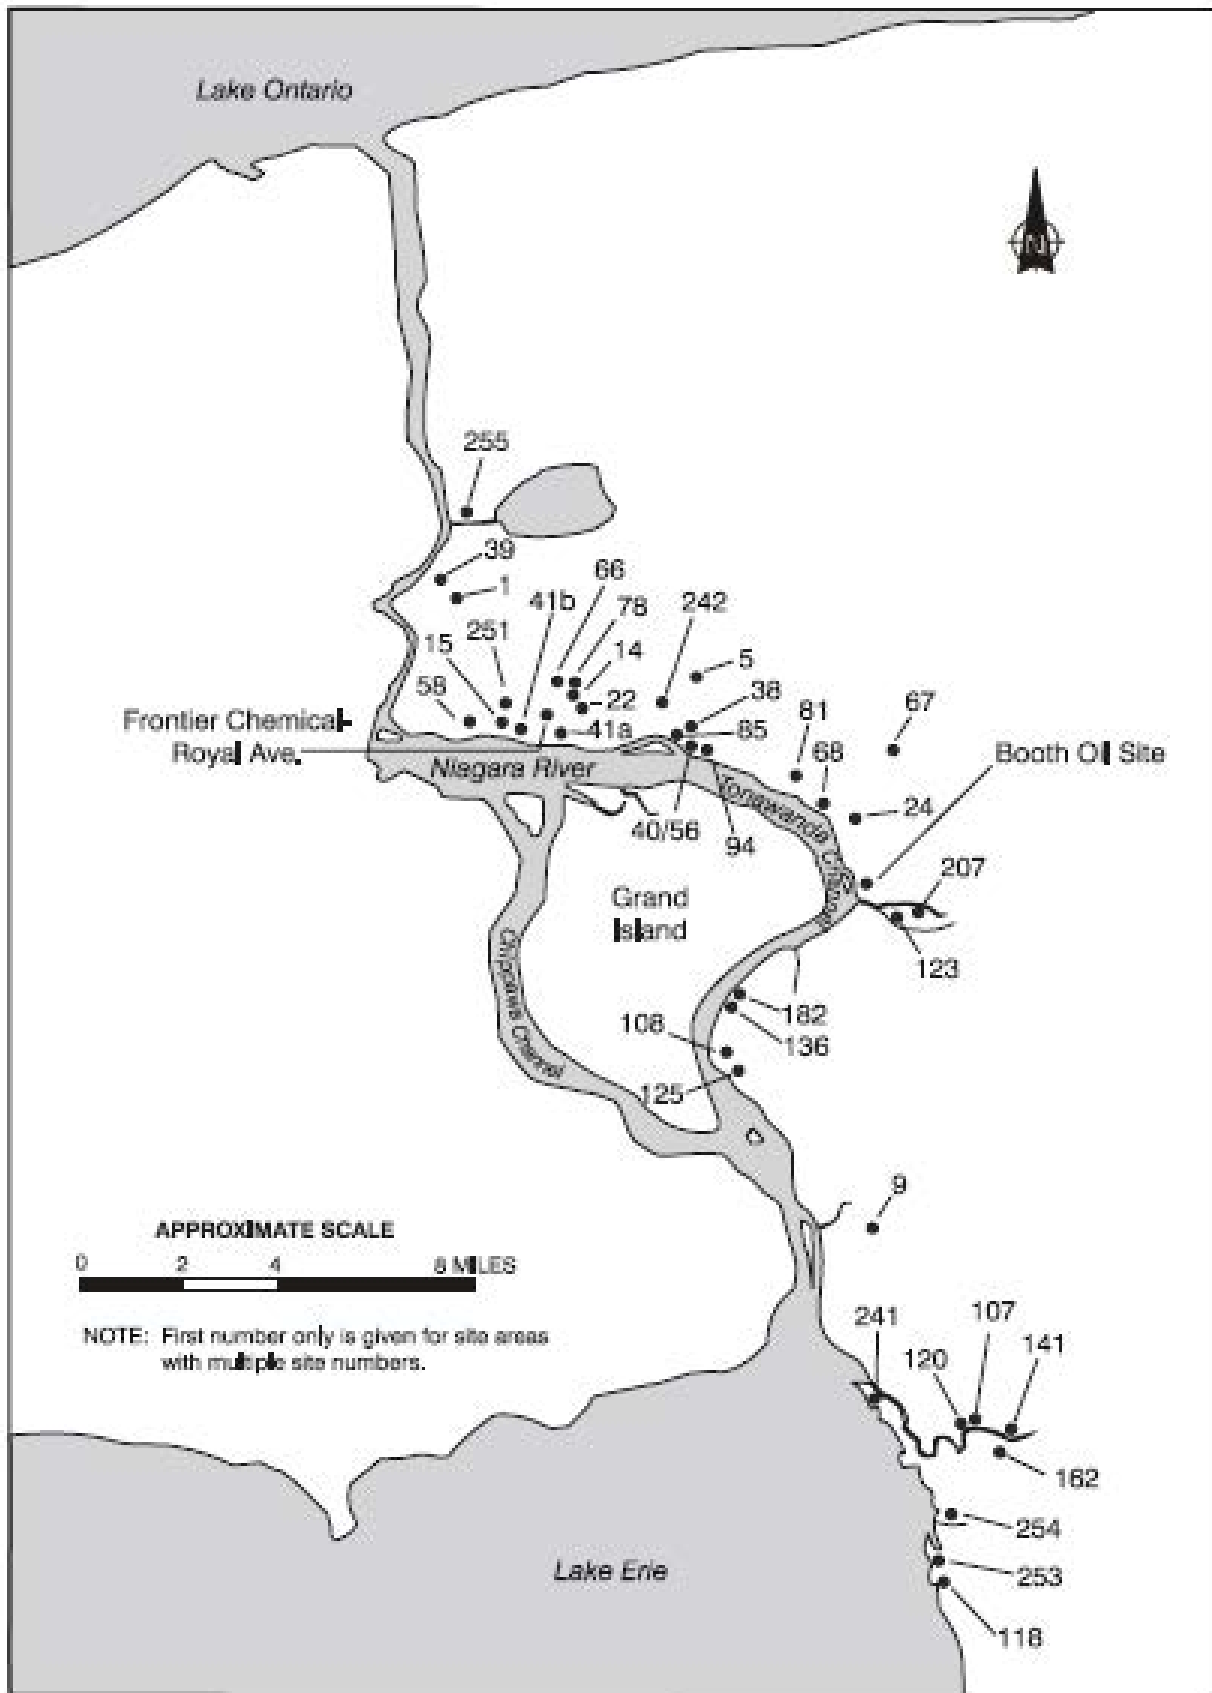 Lake Ontario
N
255
39
1
66
41b
78
242
251
15
14
5
58
22
38
Frontier Chemical-
Royal Ave.
41a
85
81
67
68
Booth Oil Site
Niagara River
Tonawanda Channel
40/56
94
24
207
Grand
Island
123
Chippawa Channel
182
108
136
125
9
APPROXIMATE SCALE
0 2 4 8 MILES
NOTE: First number only is given for site areas
with multiple site numbers.
241
107
120
141
162
254
Lake Erie
253
118